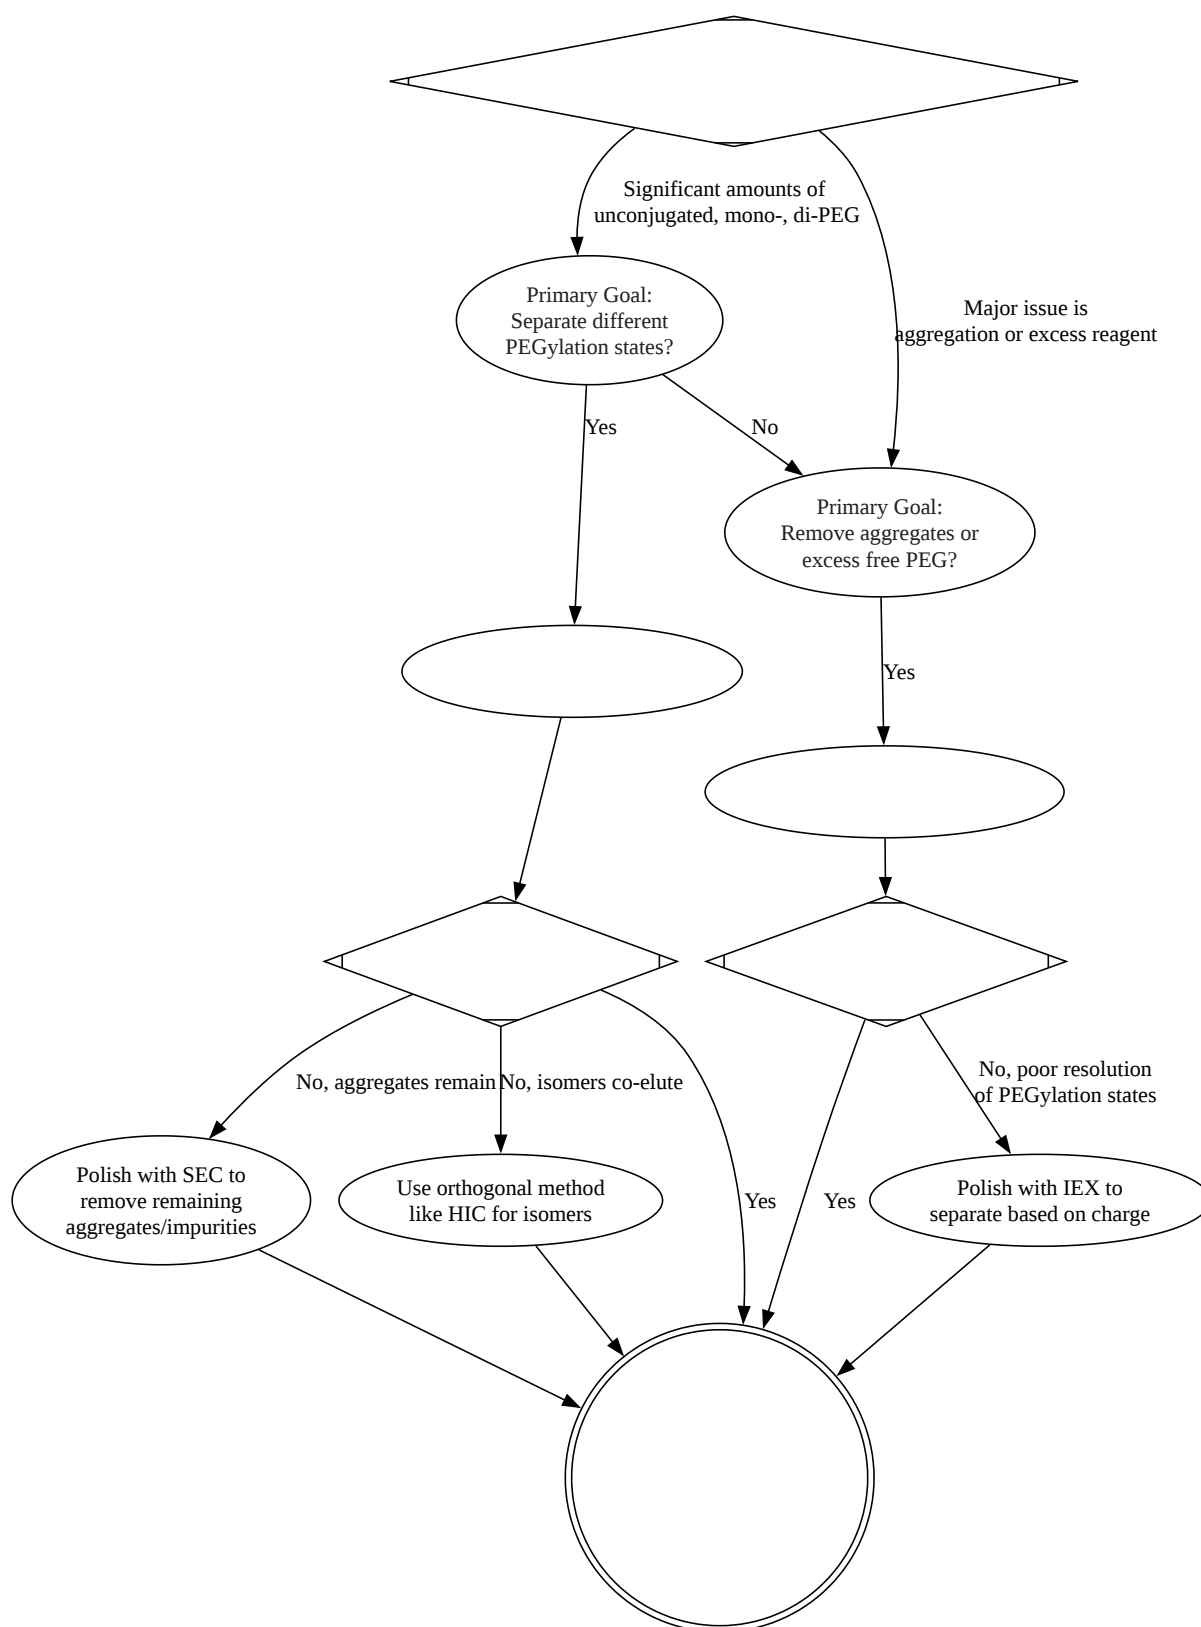 Significant amounts of
unconjugated, mono-, di-PEG
Primary Goal:
Separate different
PEGylation states?
Major issue is
aggregation or excess reagent
Yes
No
Primary Goal:
Remove aggregates or
excess free PEG?
Yes
No, aggregates remain
No, isomers co-elute
No, poor resolution
of PEGylation states
Polish with SEC to
remove remaining
aggregates/impurities
Use orthogonal method
like HIC for isomers
Yes
Yes
Polish with IEX to
separate based on charge